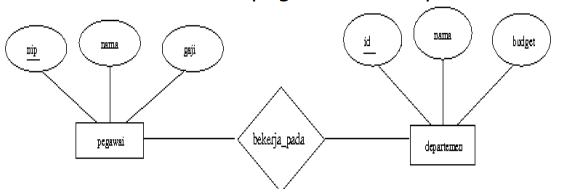 nip
nama
gaji
id
nama
budget
pegawai
bekerja_pada
departemen